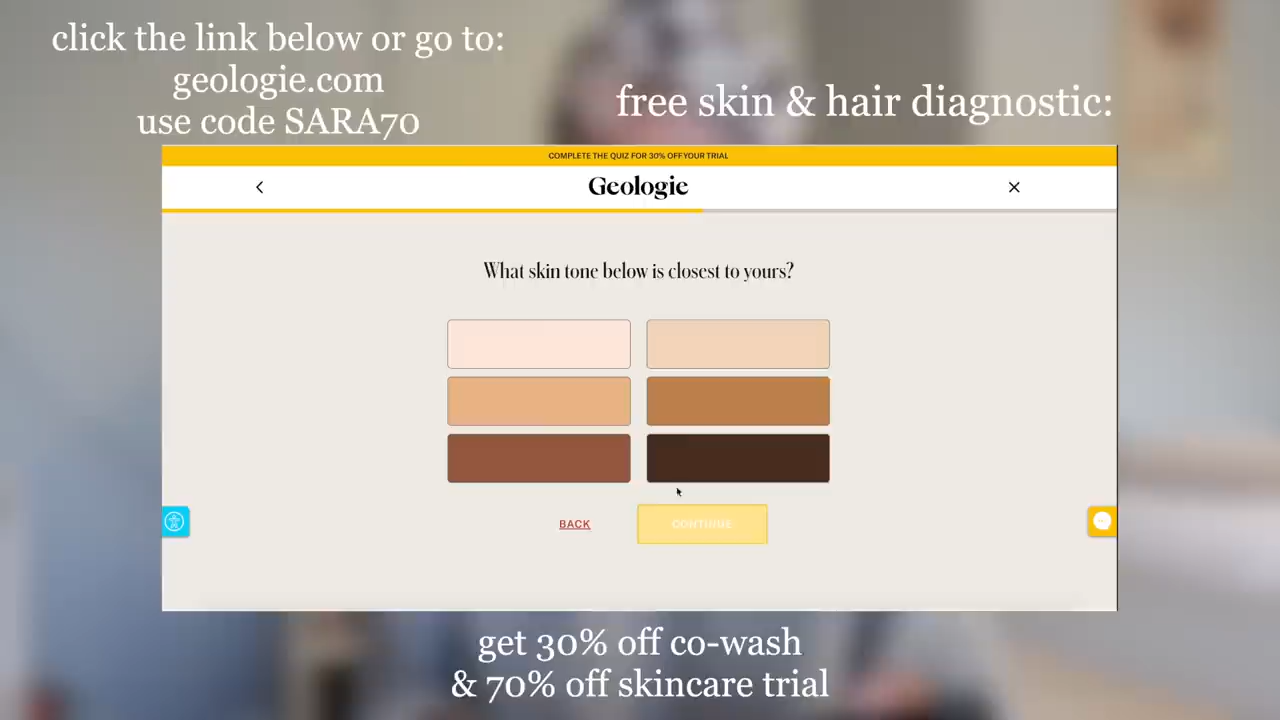 click the link below or go to:
geologie.com
use code SARA70
free skin & hair diagnostic:
COMPLETE THE QUIZ FOR 30% OFF YOUR TRIAL
Geologie
What skin tone below is closest to yours?
BACK
CONTINUE
get 30% off co-wash
& 70% off skincare trial